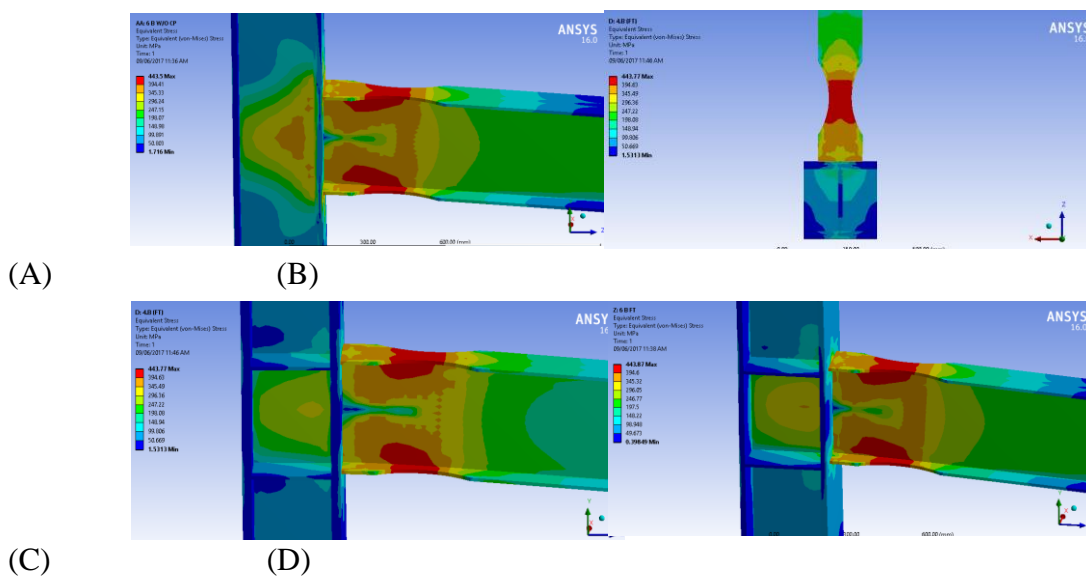 AA: 6 B W/O CP
Equivalent Stress
Type: Equivalent (von-Mises) Stress
Unit: MPa
Time: 1
09/06/2017 11:36 AM
443.5 Max
394.41
345.33
296.24
247.15
198.07
148.98
99.891
50.803
1.716 Min
ANSYS
16.0
0.00 300.00 600.00 (mm)
Z
D: 4,B (FT)
Equivalent Stress
Type: Equivalent (von-Mises) Stress
Unit: MPa
Time: 1
09/06/2017 11:46 AM
443.77 Max
394.63
345.49
296.36
247.22
198.08
148.94
99.806
50.669
1.5313 Min
ANSYS
16.0
0.00
Z
X
(A) (B)
D: 4,B (FT)
Equivalent Stress
Type: Equivalent (von-Mises) Stress
Unit: MPa
Time: 1
09/06/2017 11:46 AM
443.77 Max
394.63
345.49
296.36
247.22
198.08
148.94
99.806
50.669
1.5313 Min
ANS
Y
X
Z: 6 B FT
Equivalent Stress
Type: Equivalent (von-Mises) Stress
Unit: MPa
Time: 1
09/06/2017 11:38 AM
443.67 Max
394.6
345.32
296.05
246.77
197.5
148.22
98.948
49.673
0.39849 Min
ANSYS
16.0
600.00 (mm)
Y
X
(C) (D)